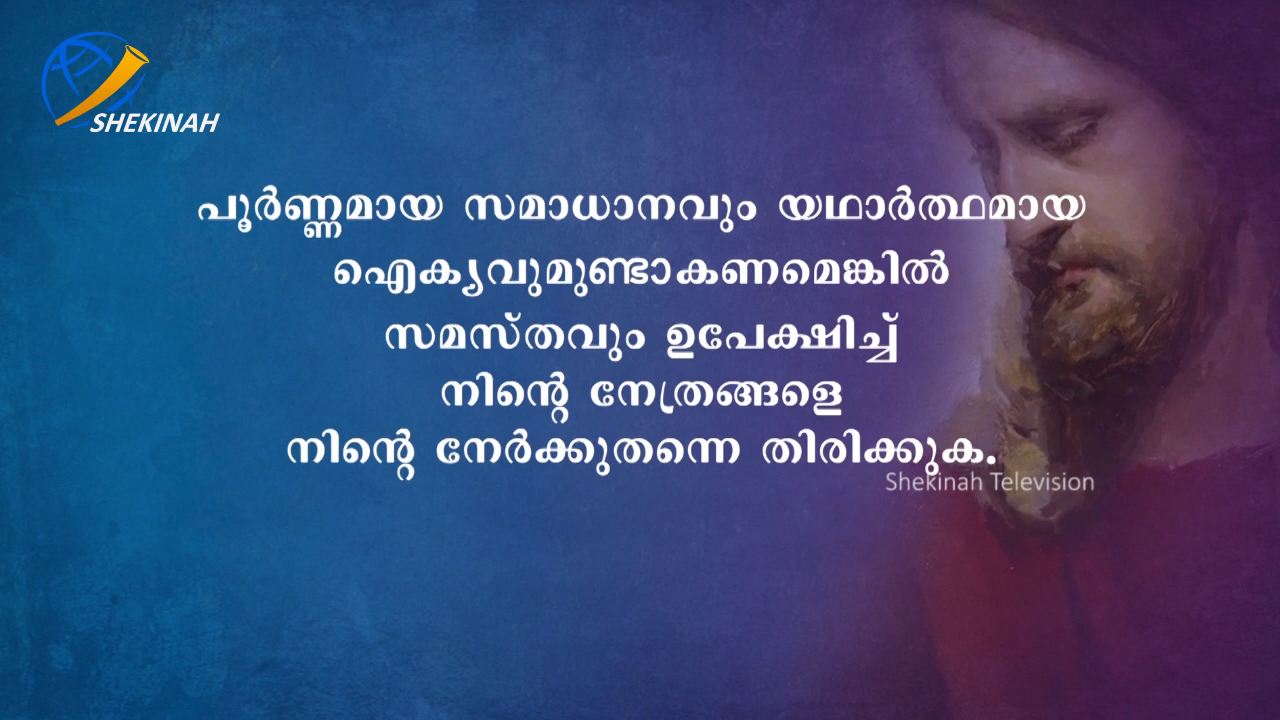 SHEKINAH
പൂർണ്ണമായ സമാധാനവും യഥാർത്ഥമായ
ഐക്യവുമുണ്ടാകണമെങ്കിൽ
സമസ്തവും ഉപേക്ഷിച്ച്
നിന്റെ നേത്രങ്ങളെ
നിന്റെ നേർക്കുതന്നെ തിരിക്കുക.
Shekinah Television